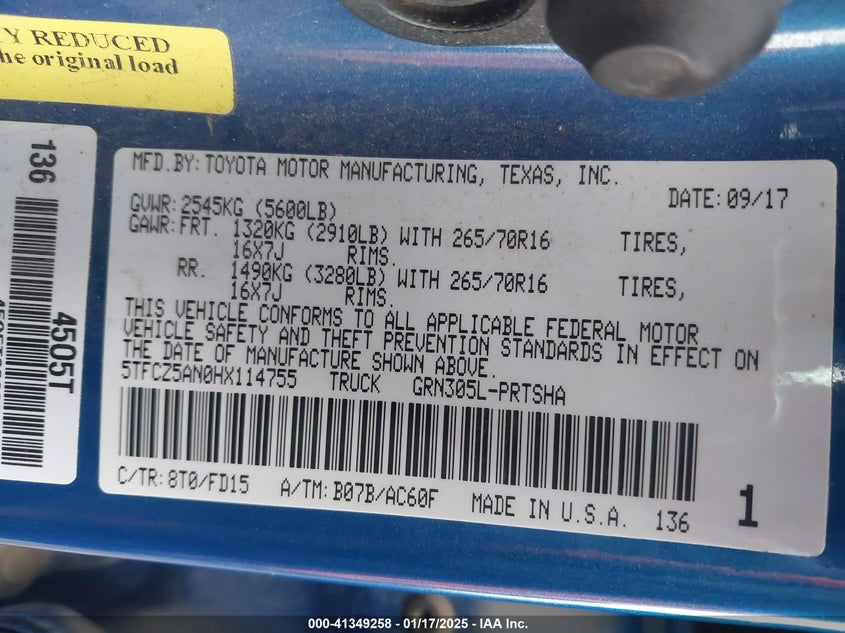 Y REDUCED
he original load
136
4505T
MFD.BY: TOYOTA MOTOR MANUFACTURING, TEXAS, INC.
DATE: 09/17
GVWR: 2545KG (5600LB)
GAWR: FRT. 1320KG (2910LB) WITH 265/70R16 TIRES,
16X7J RIMS.
RR. 1490KG (3280LB) WITH 265/70R16 TIRES,
16X7J RIMS.
THIS VEHICLE CONFORMS TO ALL APPLICABLE FEDERAL MOTOR
VEHICLE SAFETY AND THEFT PREVENTION STANDARDS IN EFFECT ON
THE DATE OF MANUFACTURE SHOWN ABOVE.
5TFCZ5AN0HX114755 TRUCK GRN305L-PRTSHA
C/TR: 8T0/FD15 A/TM: B07B/AC60F MADE IN U.S.A. 136 1
000-41349258 - 01/17/2025 - IAA Inc.